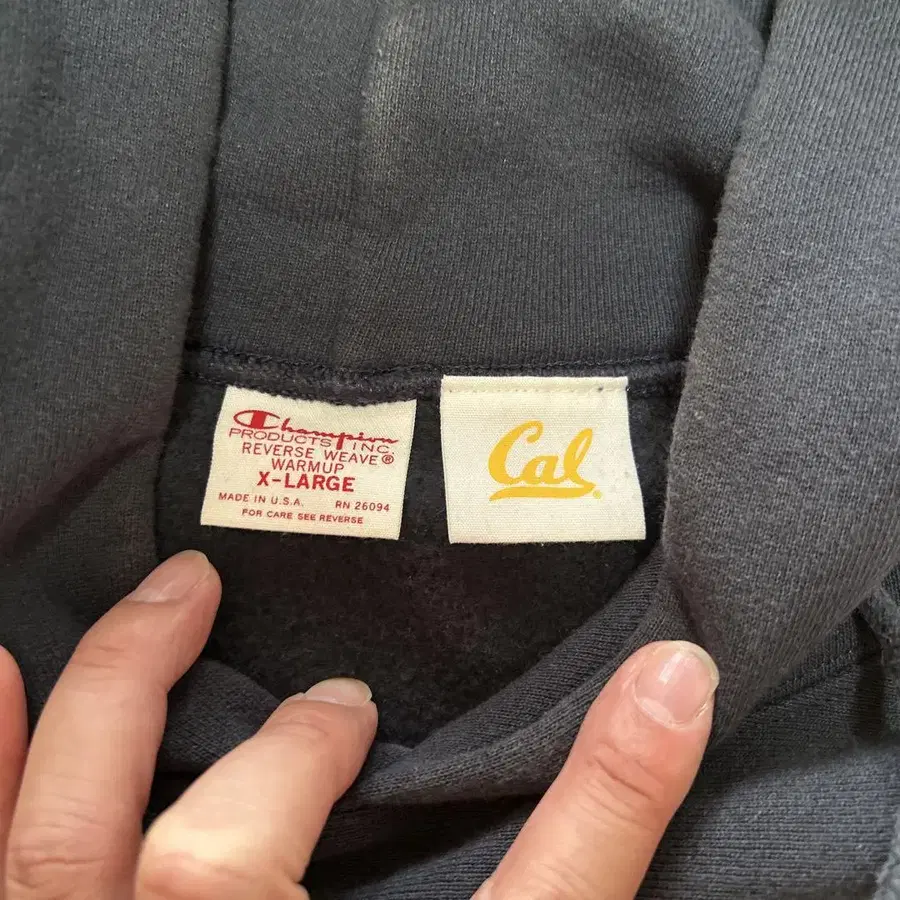 Champion
PRODUCTS INC.
REVERSE WEAVE®
WARMUP
X-LARGE
MADE IN U.S.A. RN 26094
FOR CARE SEE REVERSE
Cal